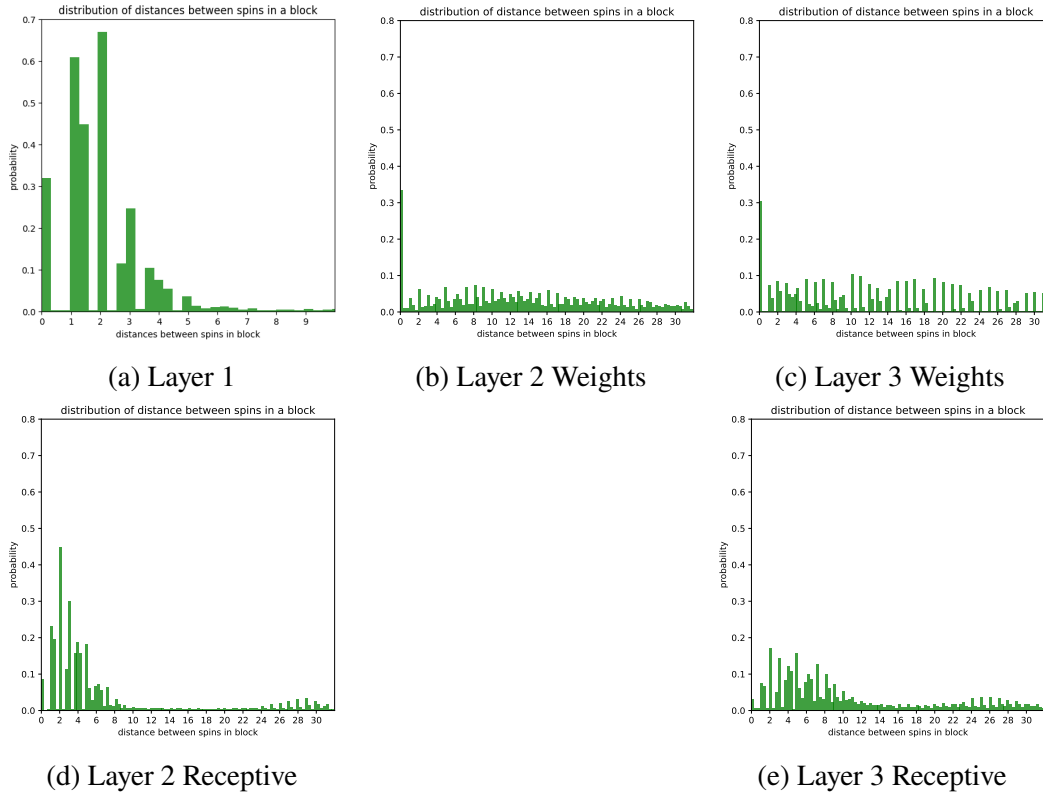 distribution of distances between spins in a block
probability
0.7
0.6
0.5
0.4
0.3
0.2
0.1
0.0
0 1 2 3 4 5 6 7 8 9
distances between spins in block
(a) Layer 1
distribution of distance between spins in a block
probability
0.8
0.7
0.6
0.5
0.4
0.3
0.2
0.1
0.0
0 2 4 6 8 10 12 14 16 18 20 22 24 26 28 30
distance between spins in block
(b) Layer 2 Weights
distribution of distance between spins in a block
probability
0.8
0.7
0.6
0.5
0.4
0.3
0.2
0.1
0.0
0 2 4 6 8 10 12 14 16 18 20 22 24 26 28 30
distance between spins in block
(c) Layer 3 Weights
distribution of distance between spins in a block
probability
0.8
0.7
0.6
0.5
0.4
0.3
0.2
0.1
0.0
0 2 4 6 8 10 12 14 16 18 20 22 24 26 28 30
distance between spins in block
(d) Layer 2 Receptive
distribution of distance between spins in a block
probability
0.8
0.7
0.6
0.5
0.4
0.3
0.2
0.1
0.0
0 2 4 6 8 10 12 14 16 18 20 22 24 26 28 30
distance between spins in block
(e) Layer 3 Receptive